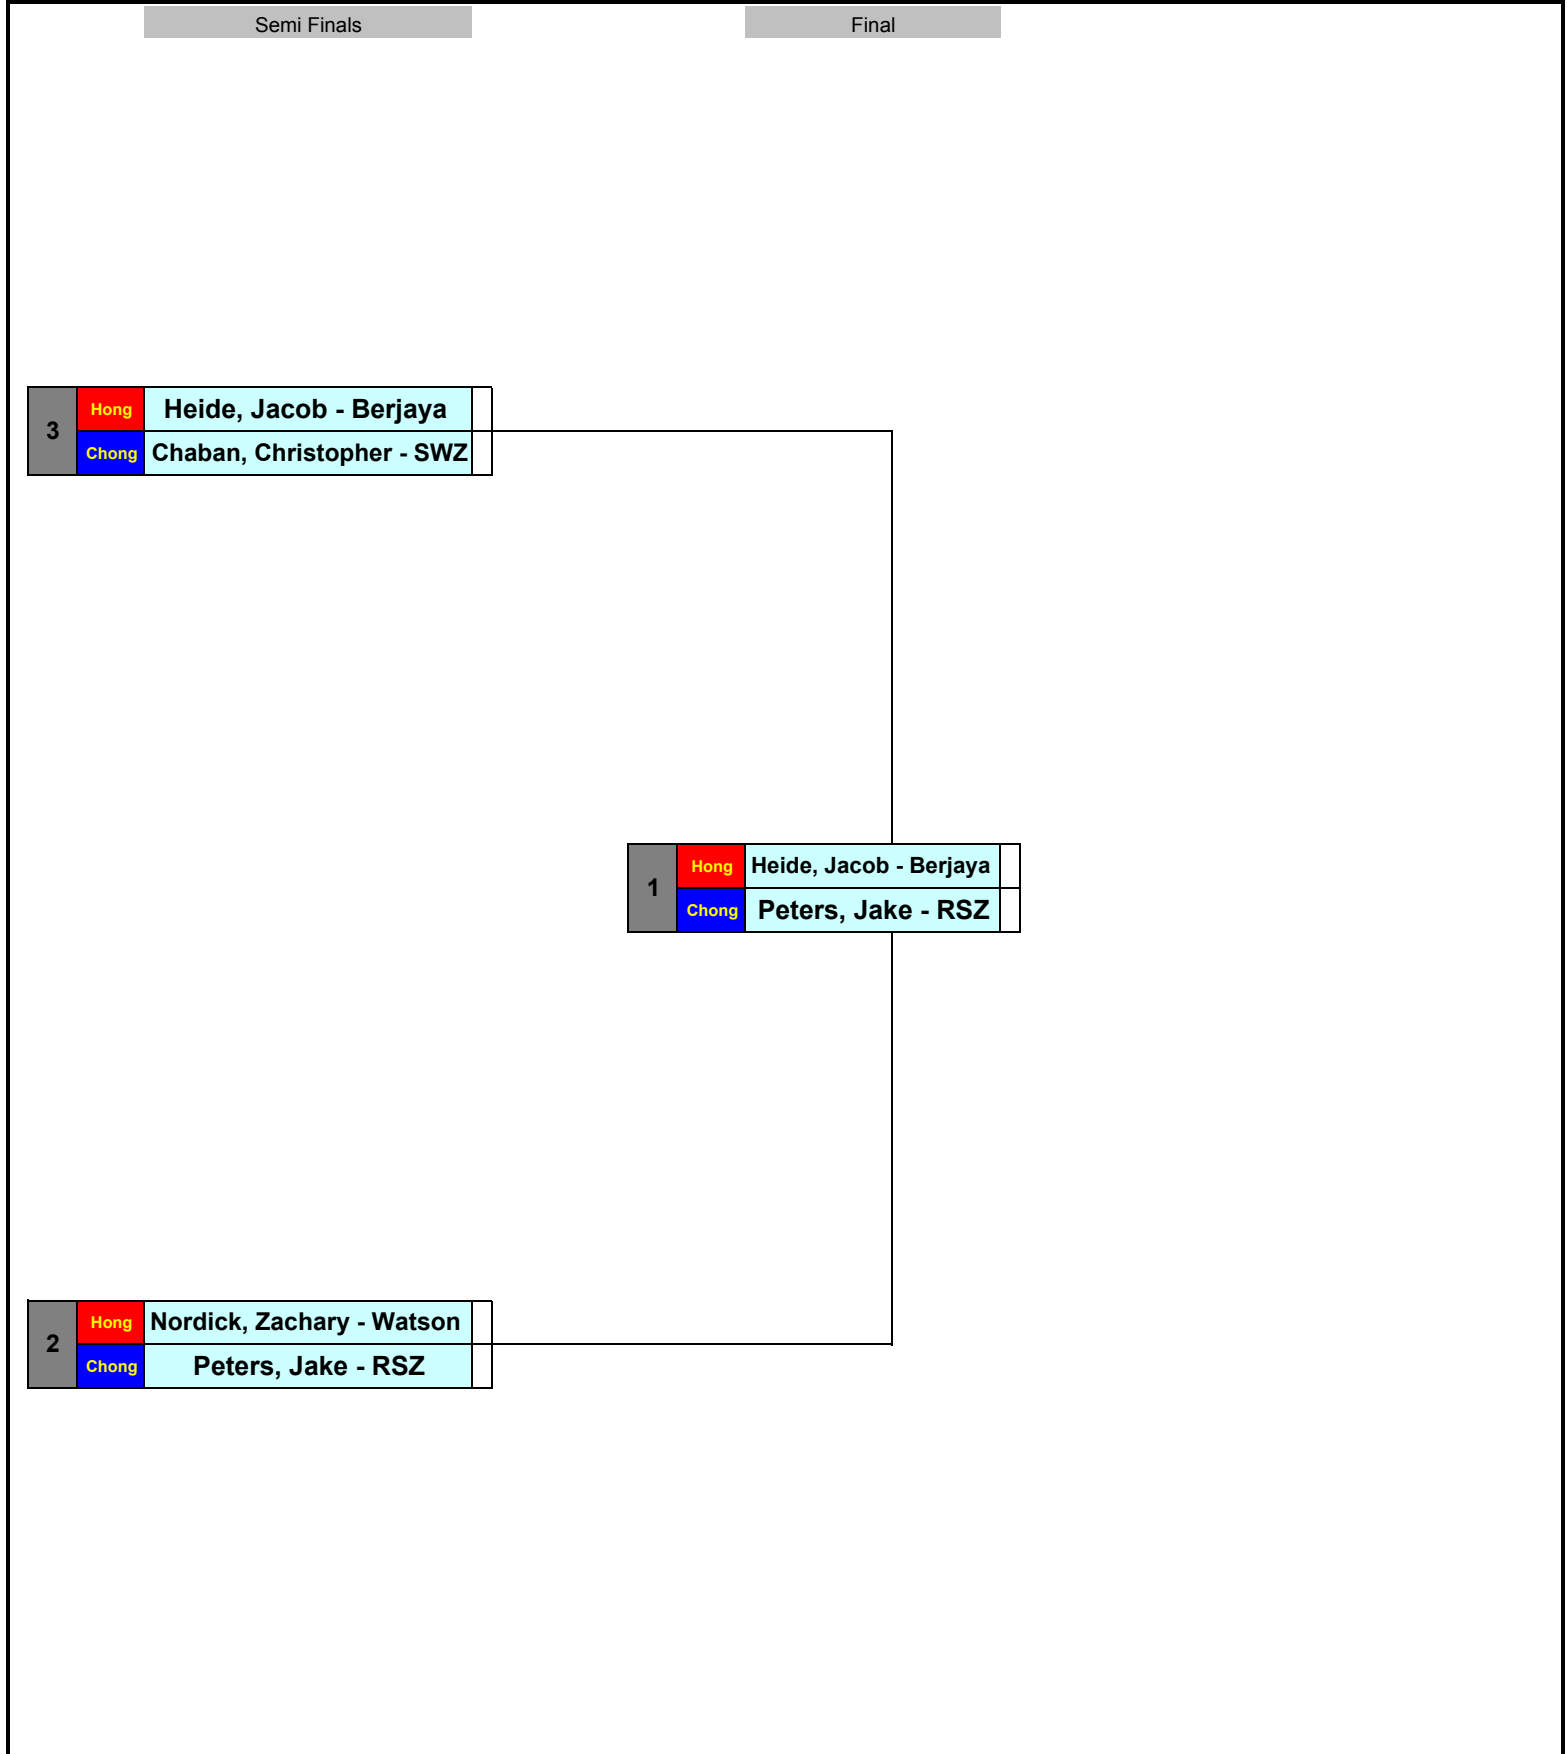 Semi Finals Final
3 Hong Heide, Jacob - Berjaya
Chong Chaban, Christopher - SWZ
1 Hong Heide, Jacob - Berjaya
Chong Peters, Jake - RSZ
2 Hong Nordick, Zachary - Watson
Chong Peters, Jake - RSZ